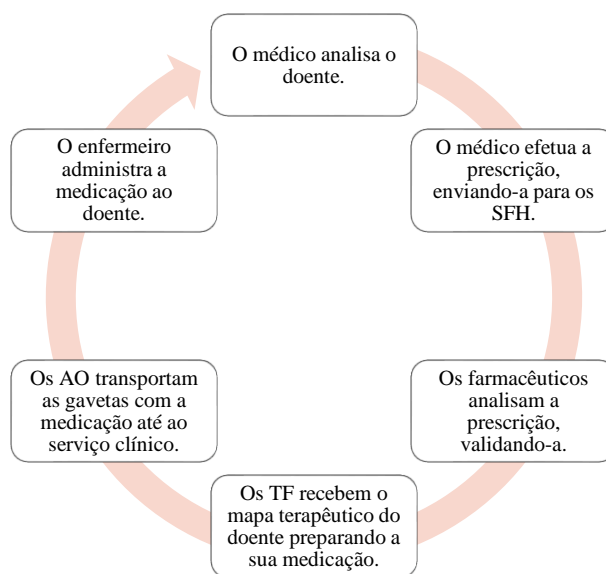 O médico analisa o
doente.
O médico efetua a
prescrição,
enviando-a para os
SFH.
Os farmacêuticos
analisam a
prescrição,
validando-a.
Os TF recebem o
mapa terapêutico do
doente preparando a
sua medicação.
Os AO transportam
as gavetas com a
medicação até ao
serviço clínico.
O enfermeiro
administra a
medicação ao
doente.